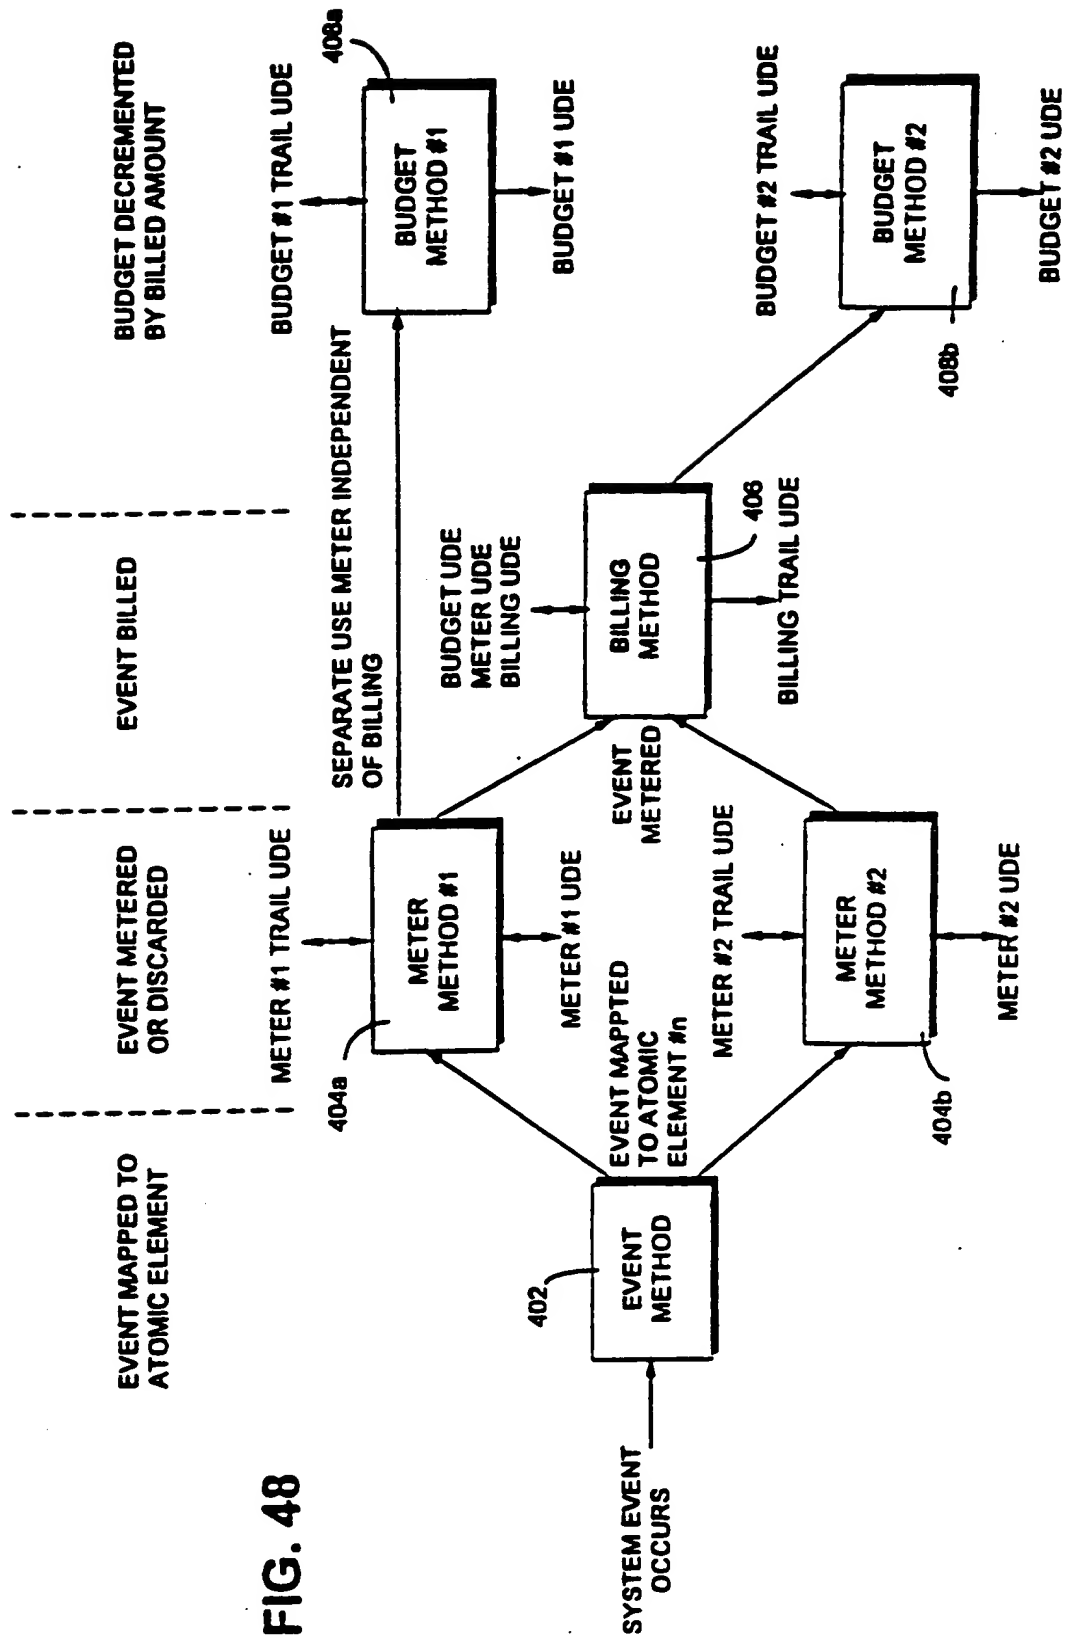 FIG. 48
EVENT MAPPED TO
ATOMIC ELEMENT
EVENT METERED
OR DISCARDED
EVENT BILLED
BUDGET DECREMENTED
BY BILLED AMOUNT
SYSTEM EVENT
OCCURS
402
EVENT
METHOD
EVENT MAPPTED
TO ATOMIC
ELEMENT #n
METER #1 TRAIL UDE
404a
METER
METHOD #1
METER #1 UDE
METER #2 TRAIL UDE
METER
METHOD #2
404b
METER #2 UDE
SEPARATE USE METER INDEPENDENT
OF BILLING
EVENT
METERED
BUDGET UDE
METER UDE
BILLING UDE
BILLING
METHOD
406
BILLING TRAIL UDE
BUDGET #1 TRAIL UDE
408a
BUDGET
METHOD #1
BUDGET #1 UDE
BUDGET #2 TRAIL UDE
BUDGET
METHOD #2
408b
BUDGET #2 UDE